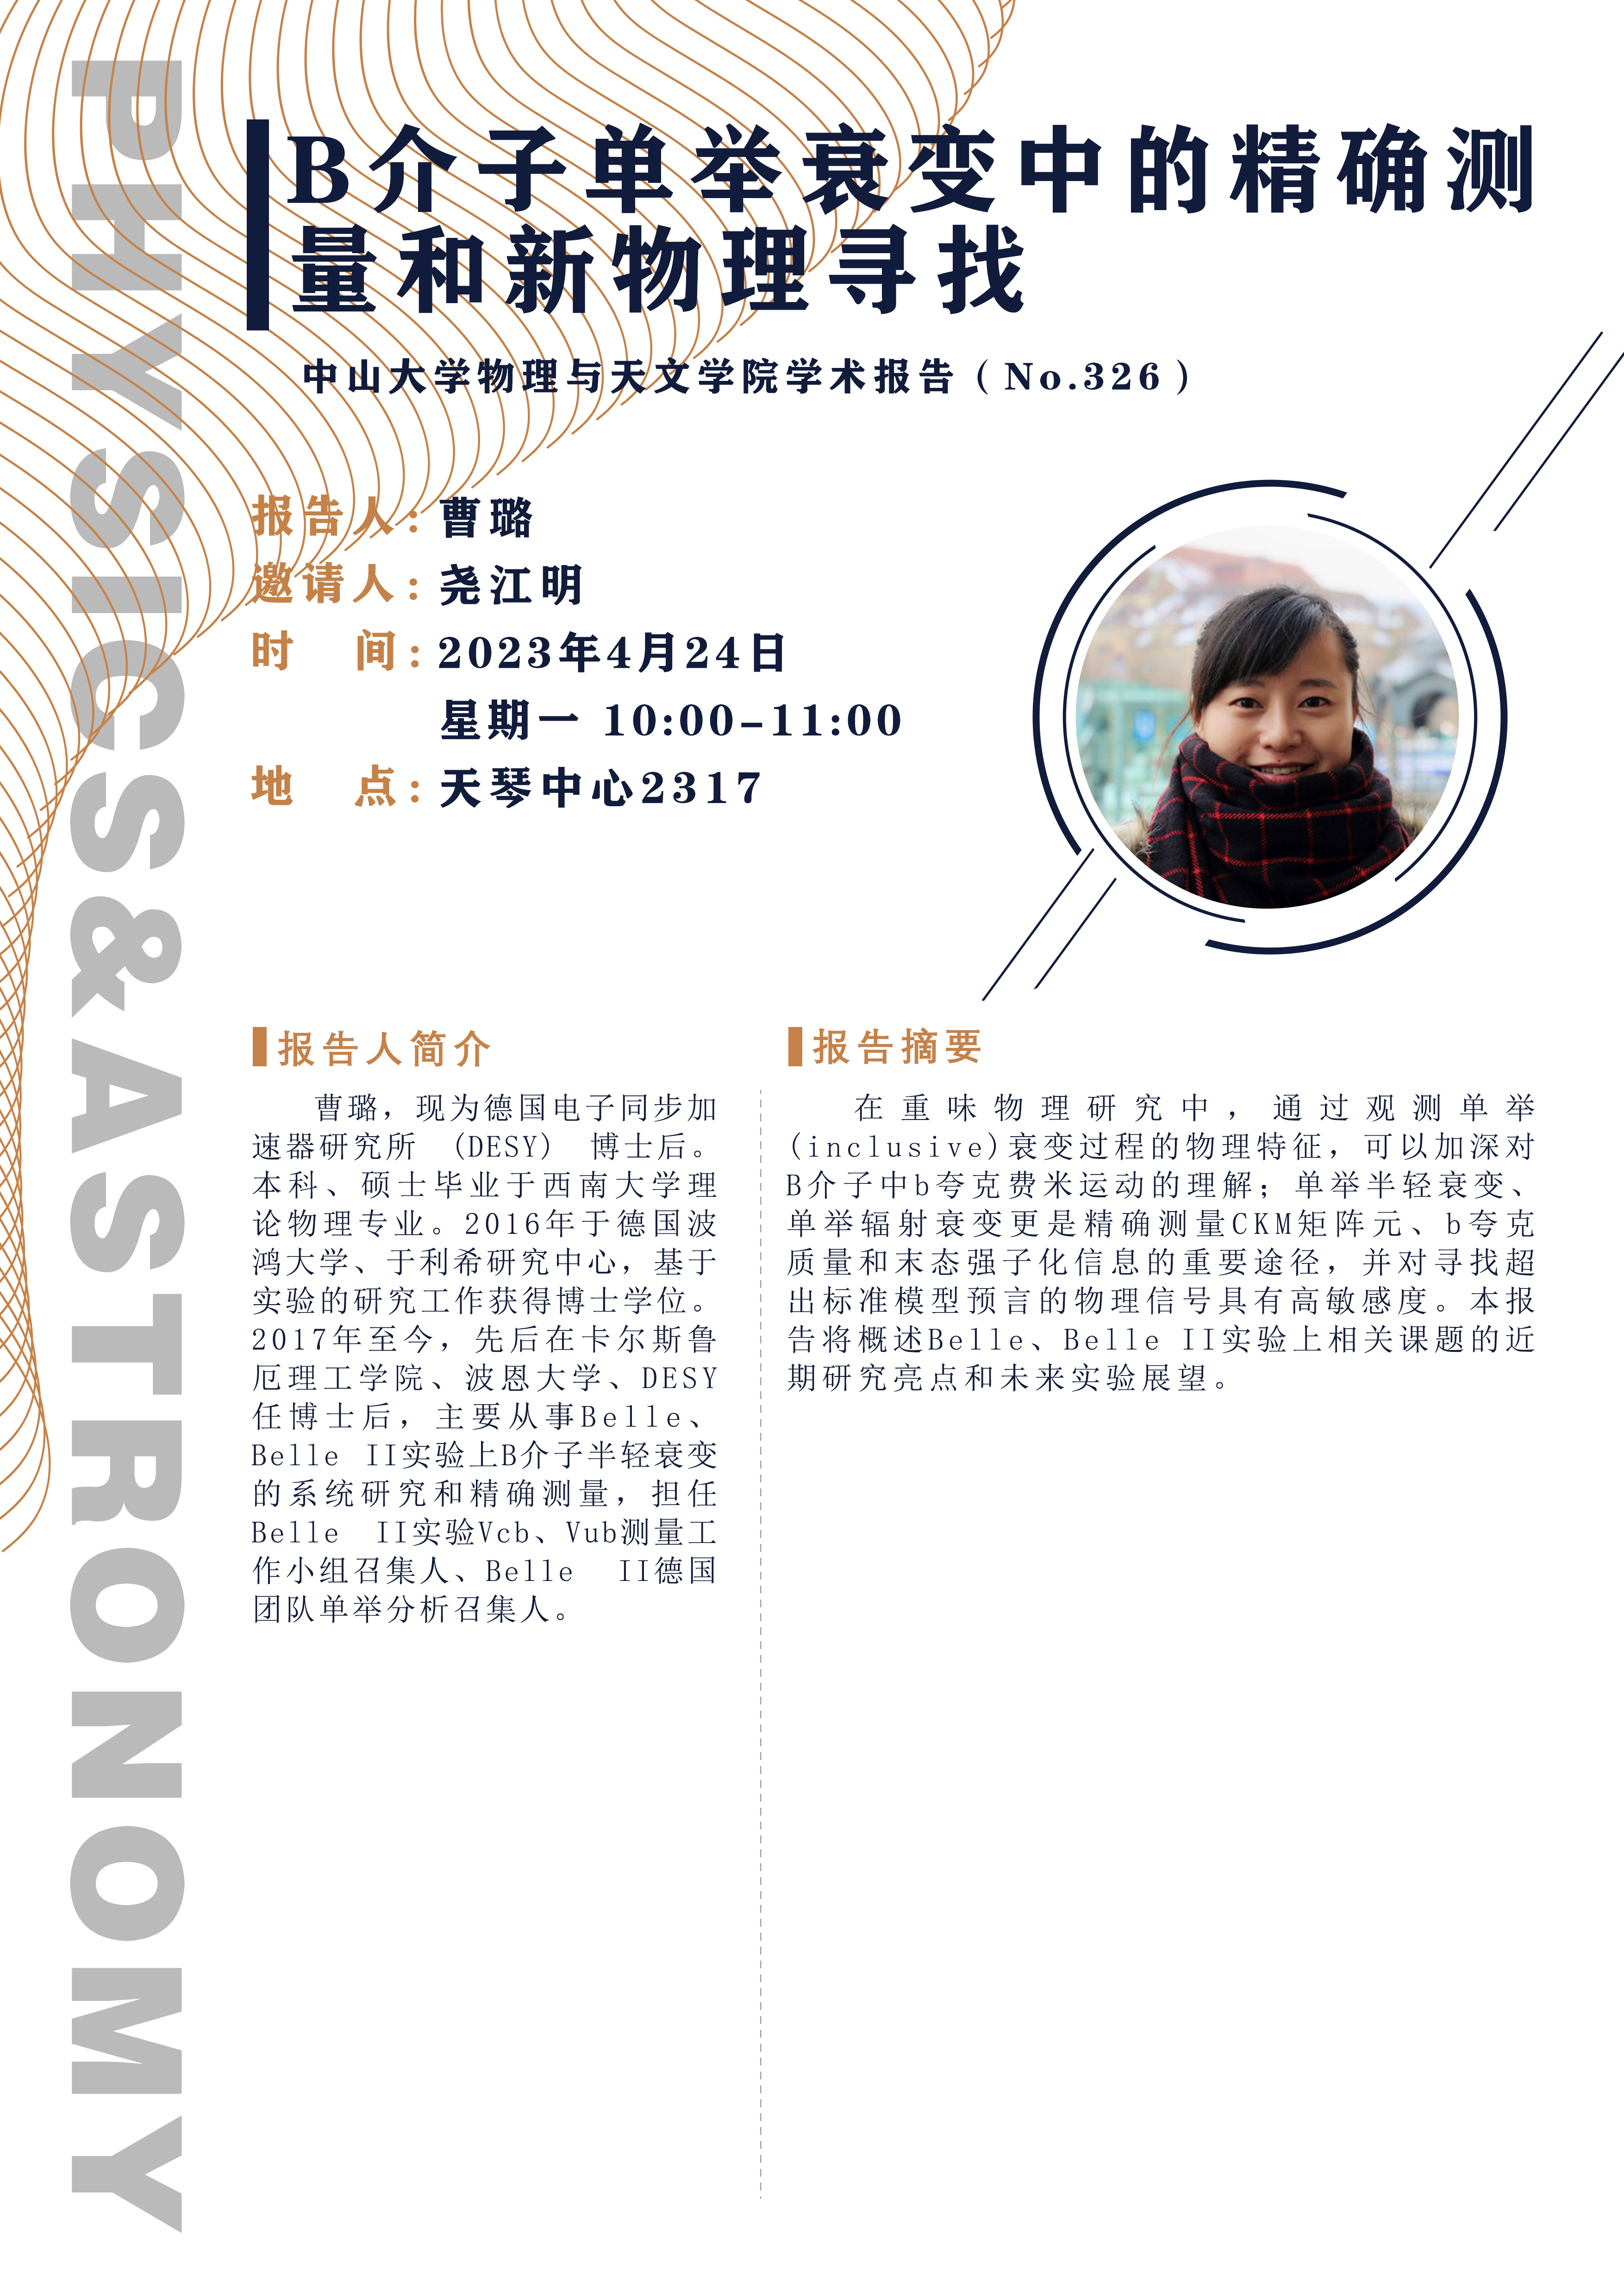 PHYSICS&ASTRONOMY
B介子单举衰变中的精确测
量和新物理寻找
中山大学物理与天文学院学术报告（No.326）
报告人:曹璐
邀请人:尧江明
时 间:2023年4月24日
星期一 10:00-11:00
地 点:天琴中心2317
报告人简介
曹璐，现为德国电子同步加
速器研究所 （DESY） 博士后。
本科、硕士毕业于西南大学理
论物理专业。2016年于德国波
鸿大学、于利希研究中心，基于
实验的研究工作获得博士学位。
2017年至今，先后在卡尔斯鲁
厄理工学院、波恩大学、DESY
任博士后，主要从事Belle、
Belle II实验上B介子半轻衰变
的系统研究和精确测量，担任
Belle II实验Vcb、Vub测量工
作小组召集人、Belle II德国
团队单举分析召集人。
报告摘要
在重味物理研究中，通过观测单举
(inclusive)衰变过程的物理特征，可以加深对
B介子中b夸克费米运动的理解；单举半轻衰变、
单举辐射衰变更是精确测量CKM矩阵元、b夸克
质量和末态强子化信息的重要途径，并对寻找超
出标准模型预言的物理信号具有高敏感度。本报
告将概述Belle、Belle II实验上相关课题的近
期研究亮点和未来实验展望。